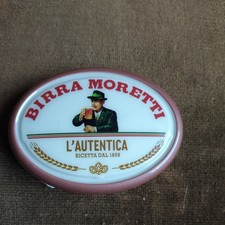 BIRRA MORETTI
L'AUTENTICA
RICETTA DAL 1859